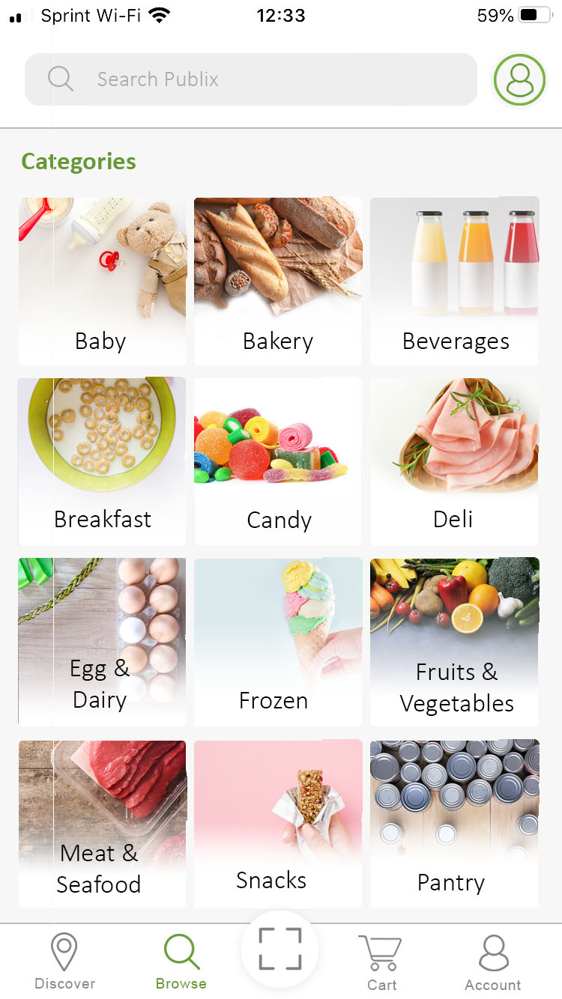 Sprint Wi-Fi 12:33 59%
Search Publix
Categories
Baby Bakery Beverages
Breakfast Candy Deli
Egg &
Dairy
Frozen
Fruits &
Vegetables
Meat &
Seafood
Snacks
Pantry
Discover Browse Cart Account